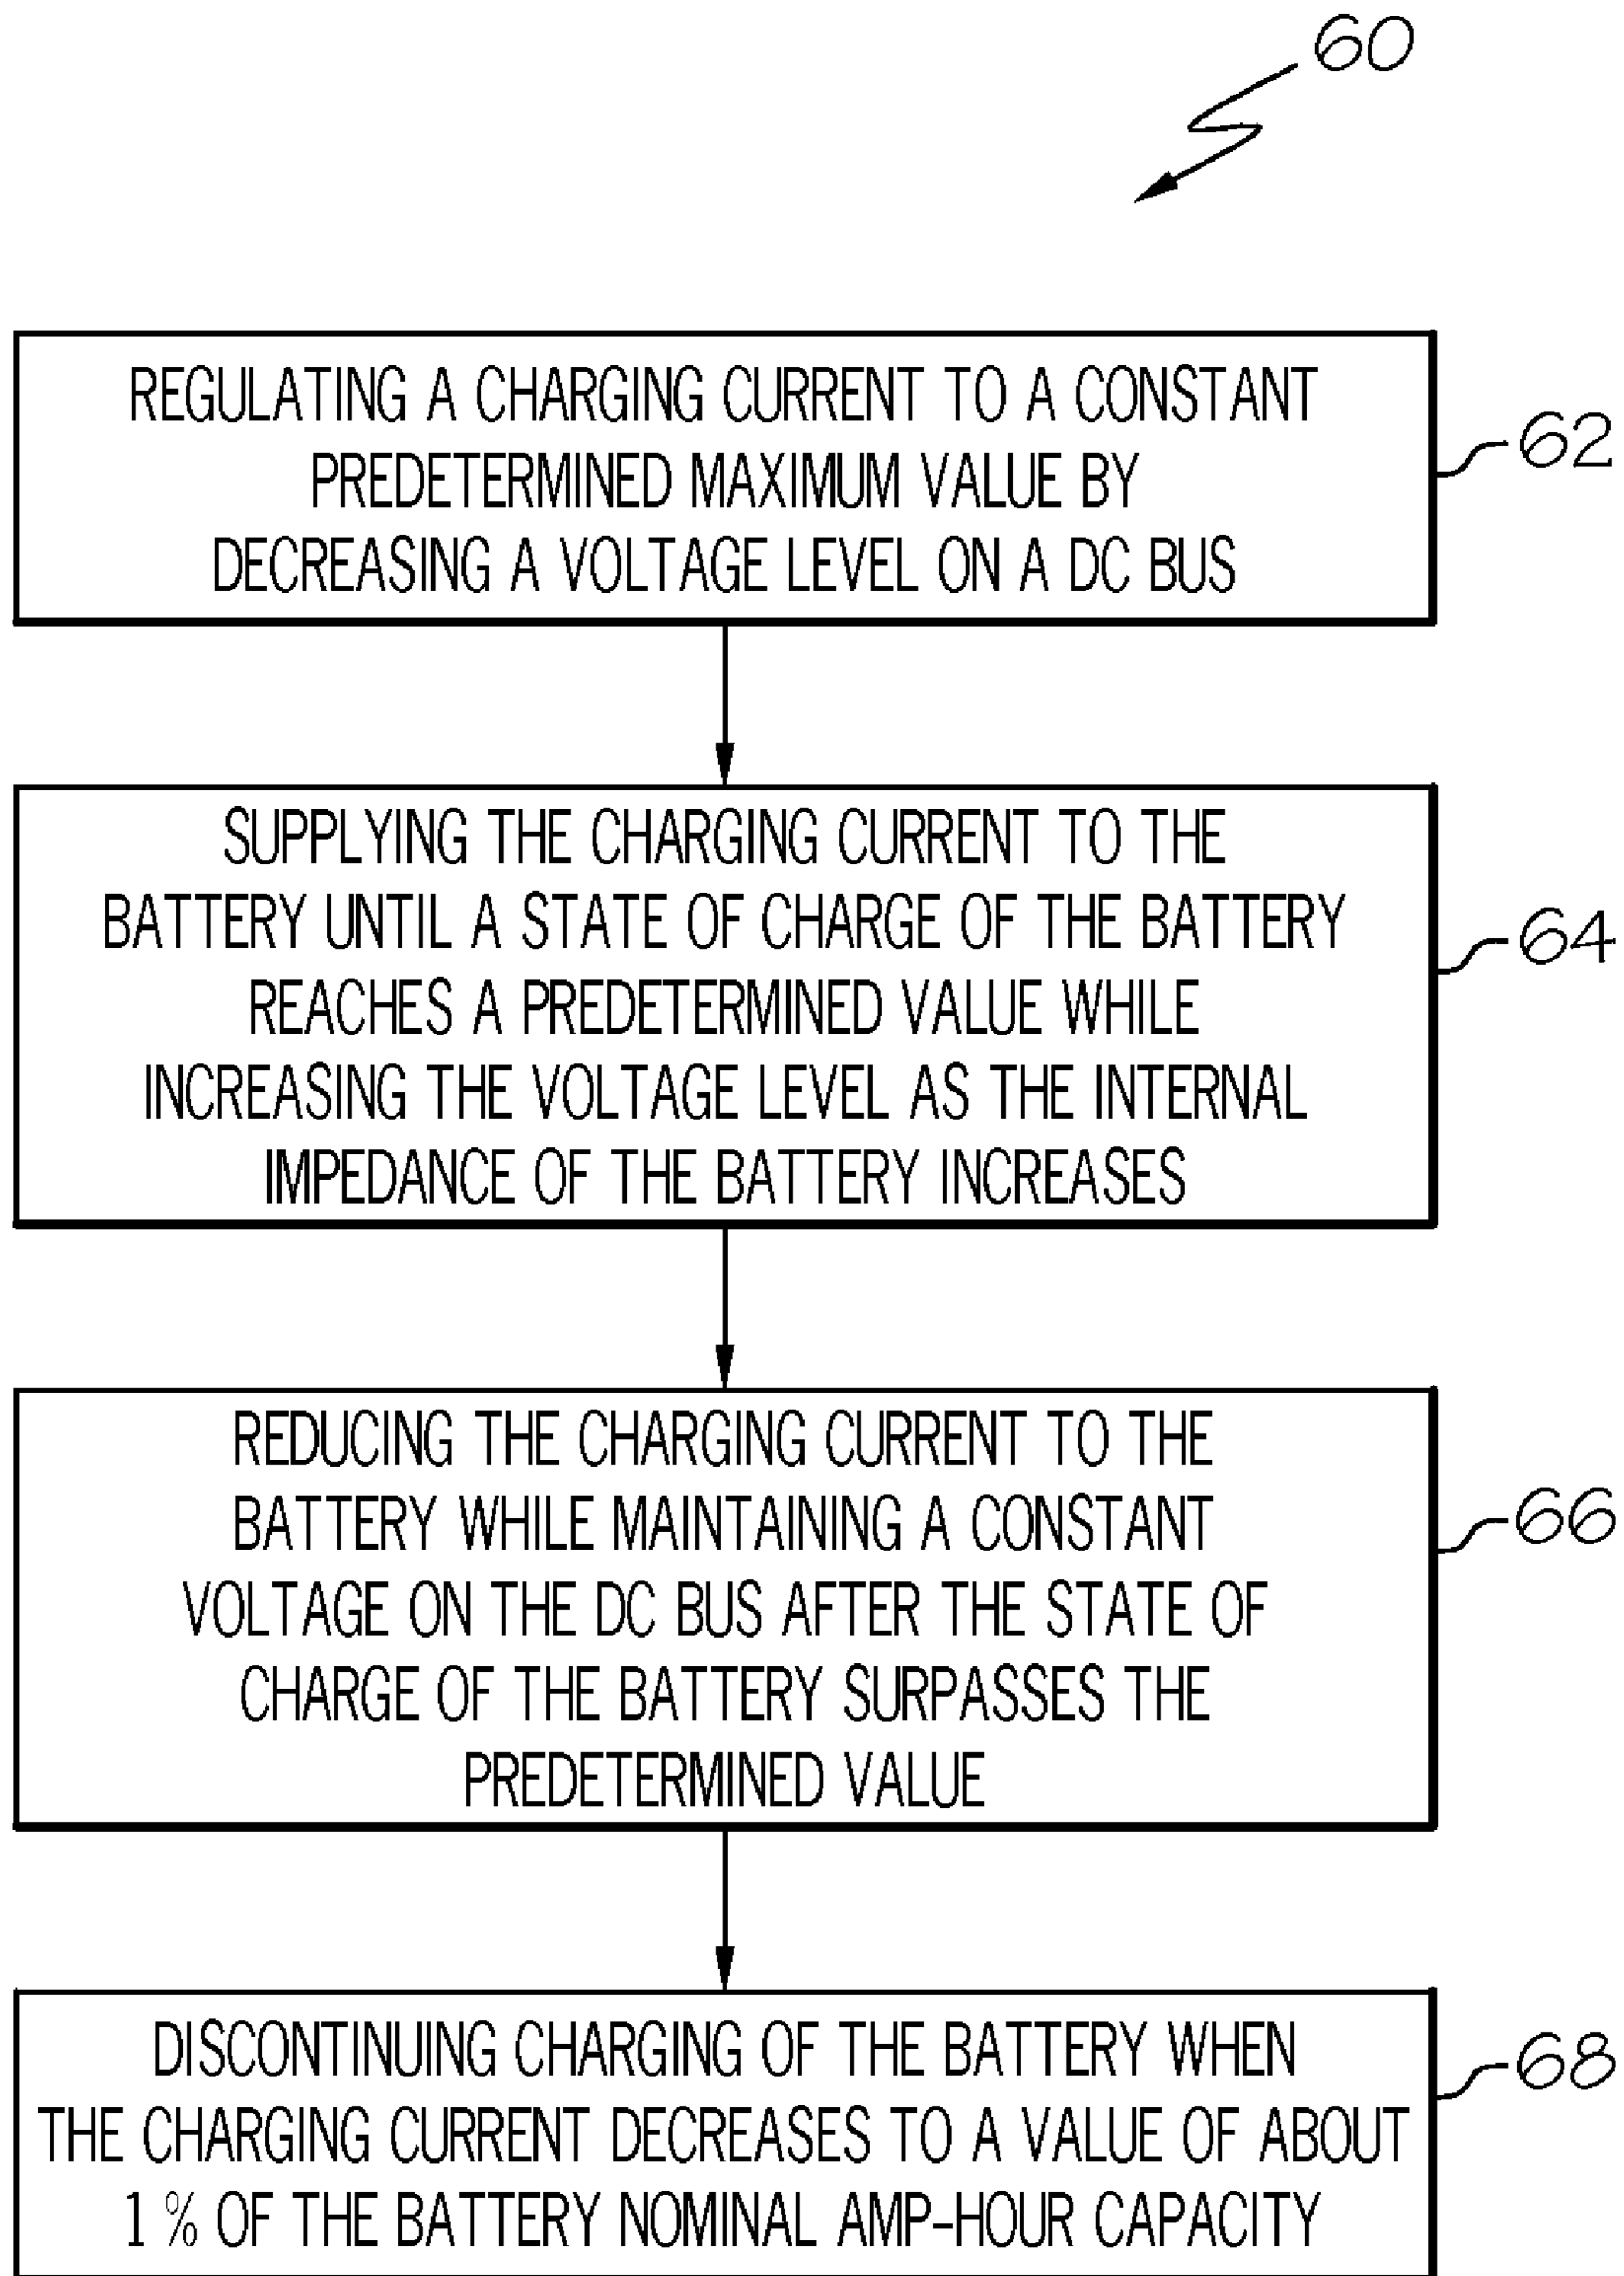 60
REGULATING A CHARGING CURRENT TO A CONSTANT
PREDETERMINED MAXIMUM VALUE BY
DECREASING A VOLTAGE LEVEL ON A DC BUS
62
SUPPLYING THE CHARGING CURRENT TO THE
BATTERY UNTIL A STATE OF CHARGE OF THE BATTERY
REACHES A PREDETERMINED VALUE WHILE
INCREASING THE VOLTAGE LEVEL AS THE INTERNAL
IMPEDANCE OF THE BATTERY INCREASES
64
REDUCING THE CHARGING CURRENT TO THE
BATTERY WHILE MAINTAINING A CONSTANT
VOLTAGE ON THE DC BUS AFTER THE STATE OF
CHARGE OF THE BATTERY SURPASSES THE
PREDETERMINED VALUE
66
DISCONTINUING CHARGING OF THE BATTERY WHEN
THE CHARGING CURRENT DECREASES TO A VALUE OF ABOUT
1 % OF THE BATTERY NOMINAL AMP-HOUR CAPACITY
68